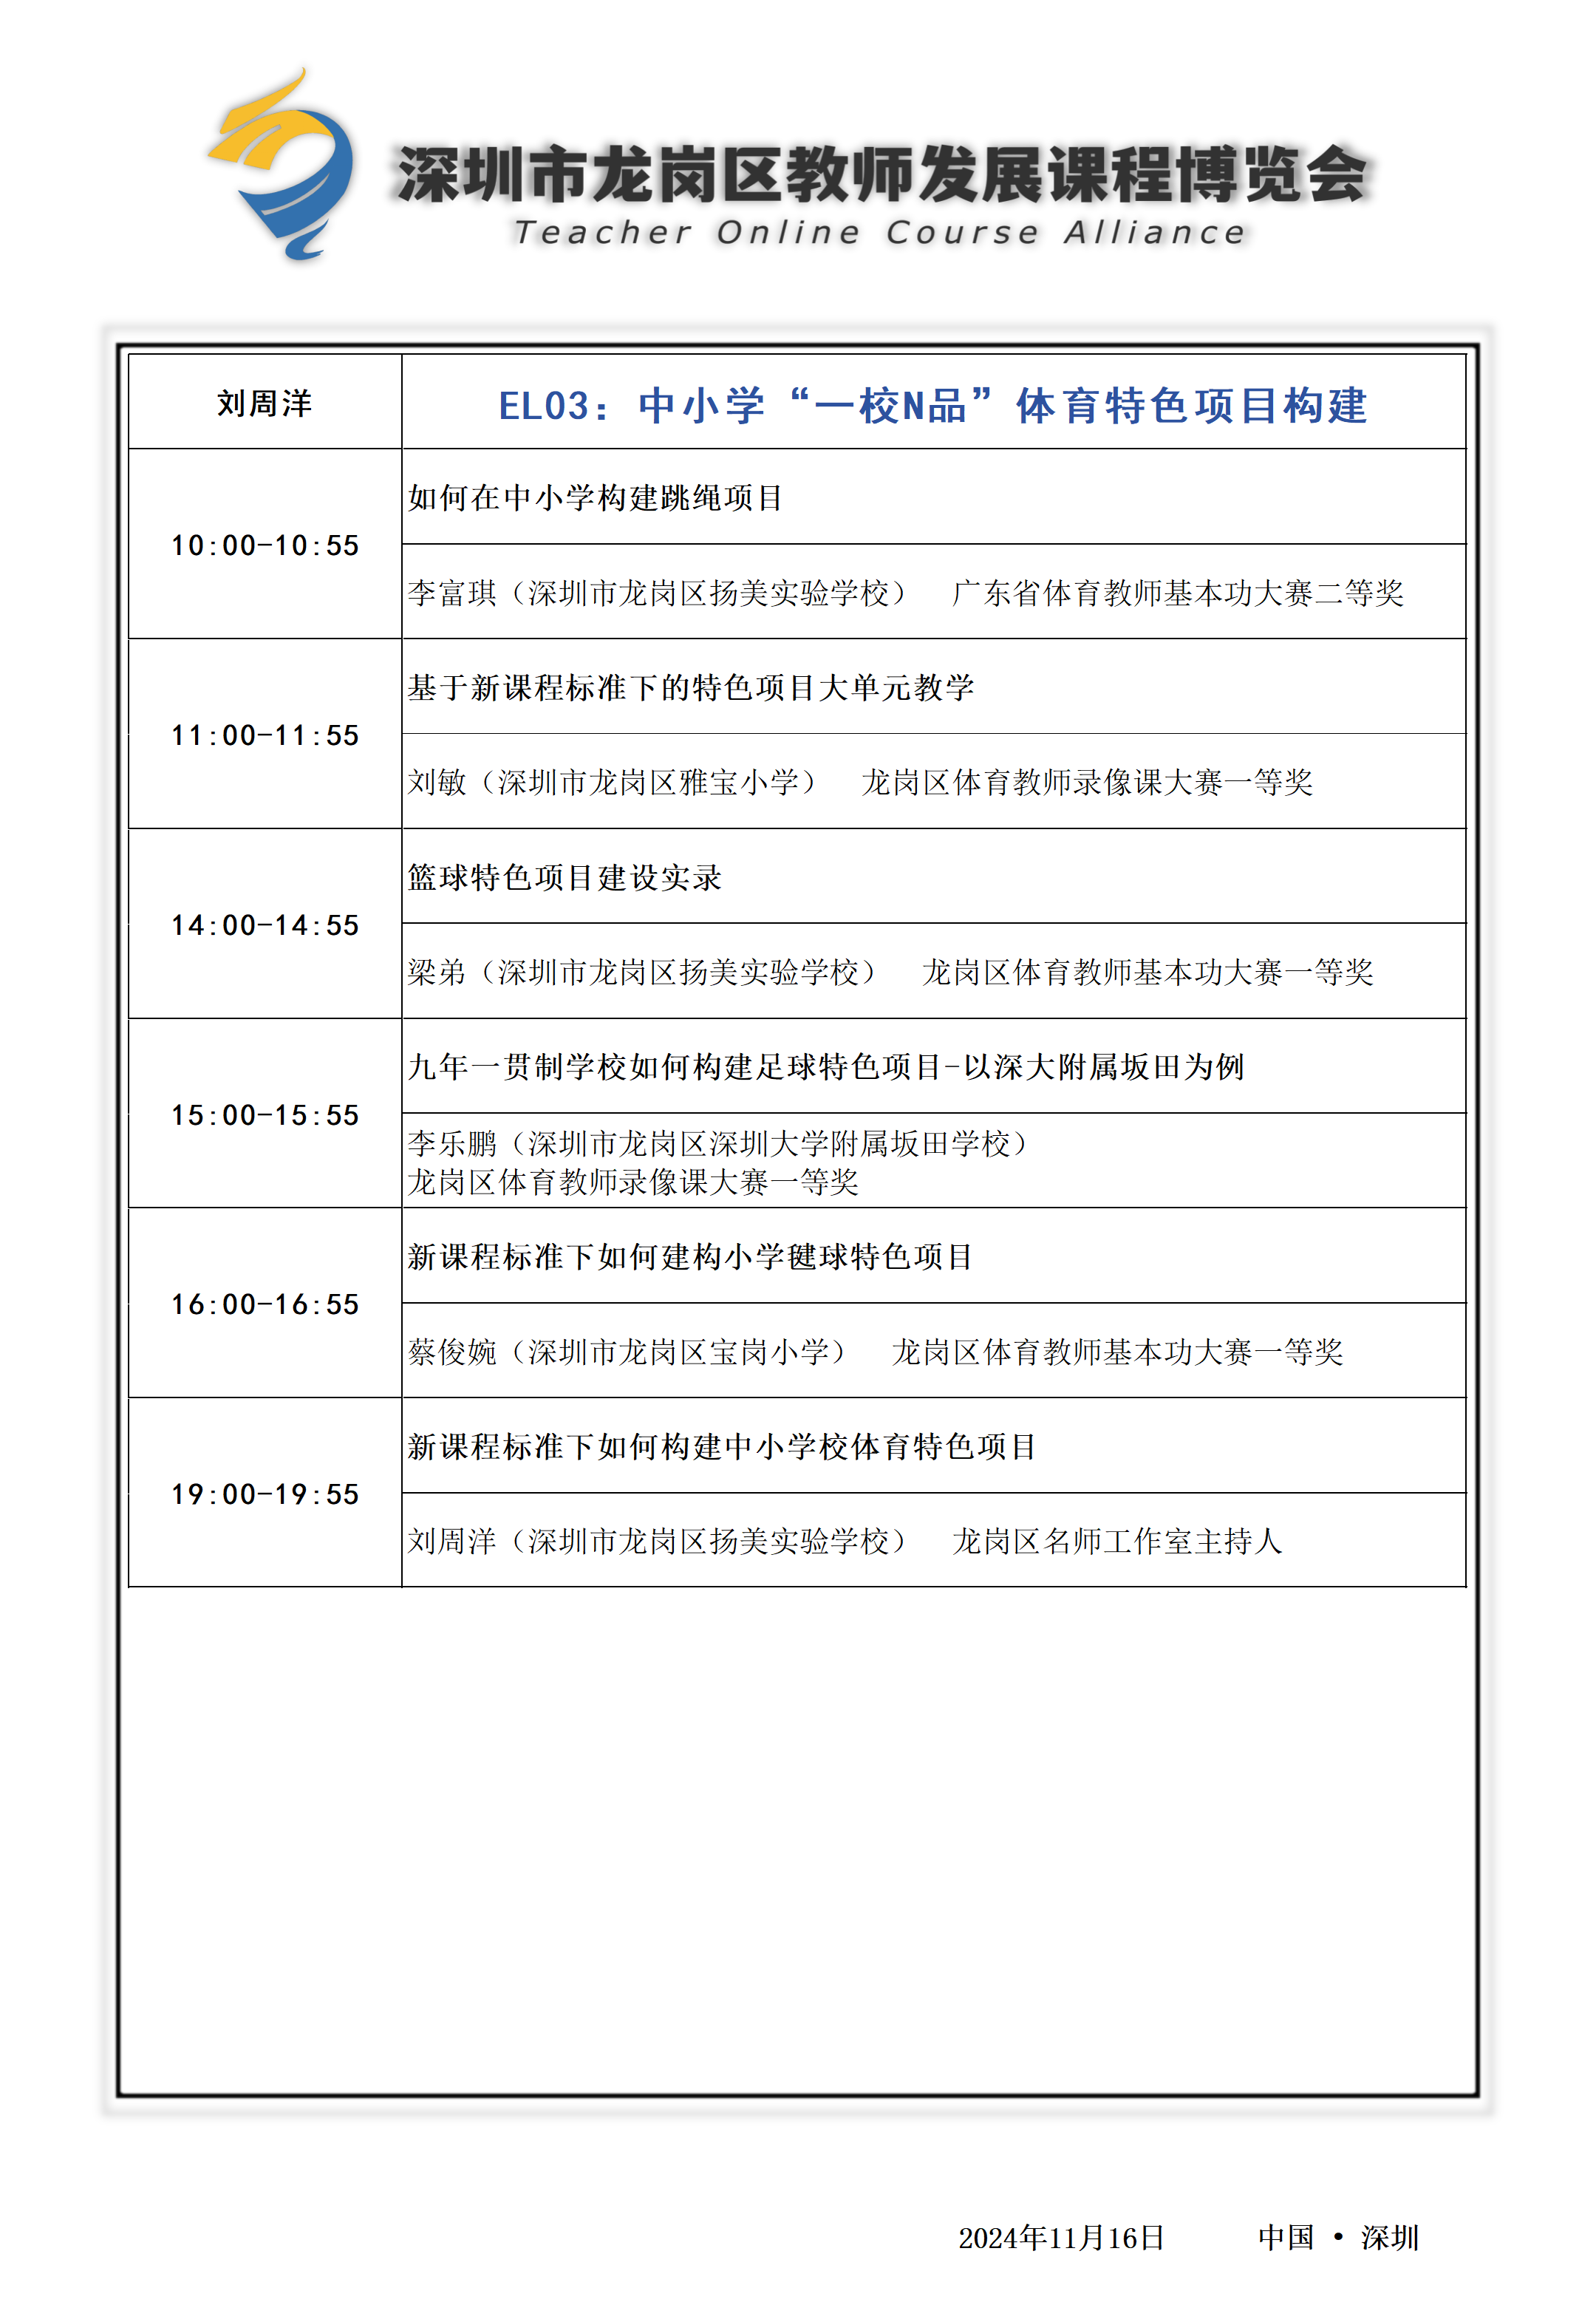 深圳市龙岗区教师发展课程博览会
Teacher Online Course Alliance
刘周洋
EL03：中小学“一校N品”体育特色项目构建
10:00-10:55
如何在中小学构建跳绳项目
李富琪（深圳市龙岗区扬美实验学校） 广东省体育教师基本功大赛二等奖
11:00-11:55
基于新课程标准下的特色项目大单元教学
刘敏（深圳市龙岗区雅宝小学） 龙岗区体育教师录像课大赛一等奖
14:00-14:55
篮球特色项目建设实录
梁弟（深圳市龙岗区扬美实验学校） 龙岗区体育教师基本功大赛一等奖
15:00-15:55
九年一贯制学校如何构建足球特色项目-以深大附属坂田为例
李乐鹏（深圳市龙岗区深圳大学附属坂田学校）
龙岗区体育教师录像课大赛一等奖
16:00-16:55
新课程标准下如何建构小学毽球特色项目
蔡俊婉（深圳市龙岗区宝岗小学） 龙岗区体育教师基本功大赛一等奖
19:00-19:55
新课程标准下如何构建中小学校体育特色项目
刘周洋（深圳市龙岗区扬美实验学校） 龙岗区名师工作室主持人
2024年11月16日 中国 • 深圳